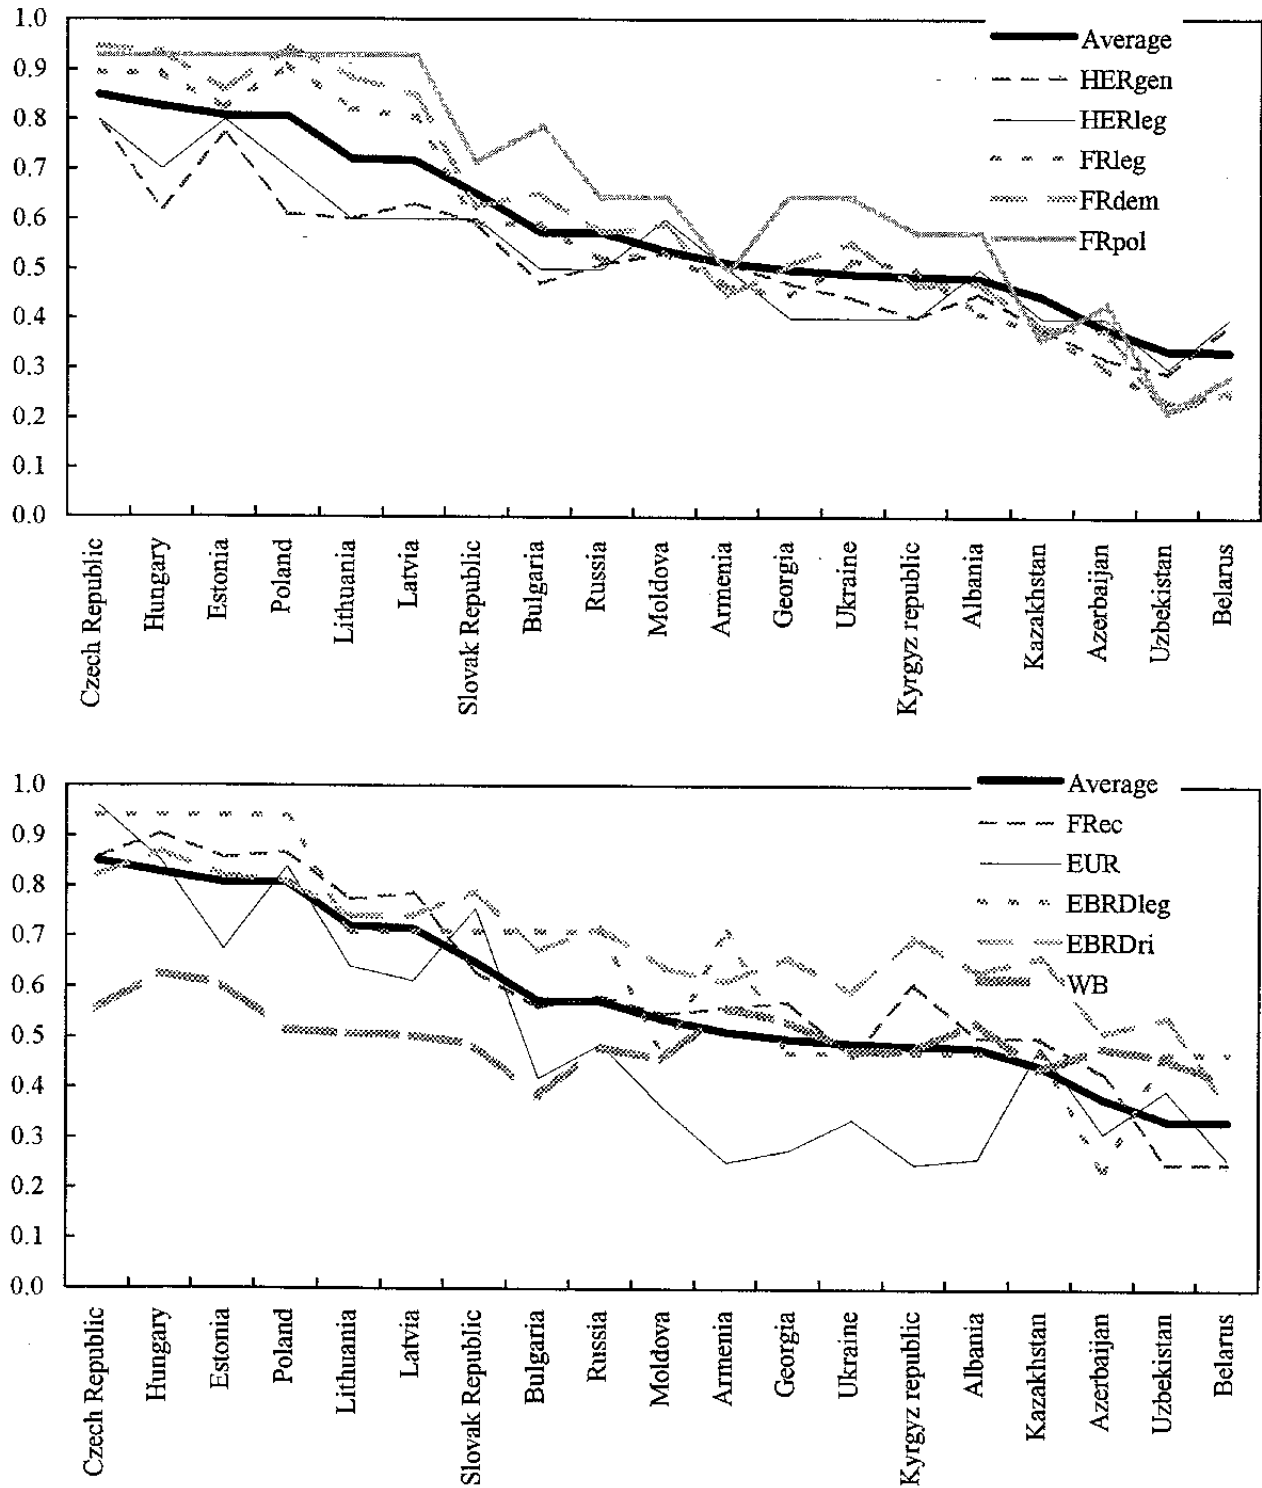 1.0
0.9
0.8
0.7
0.6
0.5
0.4
0.3
0.2
0.1
0.0
Average
HERgen
HERleg
FRleg
FRdem
FRpol
Czech Republic
Hungary
Estonia
Poland
Lithuania
Latvia
Slovak Republic
Bulgaria
Russia
Moldova
Armenia
Georgia
Ukraine
Kyrgyz republic
Albania
Kazakhstan
Azerbaijan
Uzbekistan
Belarus
1.0
0.9
0.8
0.7
0.6
0.5
0.4
0.3
0.2
0.1
0.0
Average
FRec
EUR
EBRDleg
EBRDri
WB
Czech Republic
Hungary
Estonia
Poland
Lithuania
Latvia
Slovak Republic
Bulgaria
Russia
Moldova
Armenia
Georgia
Ukraine
Kyrgyz republic
Albania
Kazakhstan
Azerbaijan
Uzbekistan
Belarus